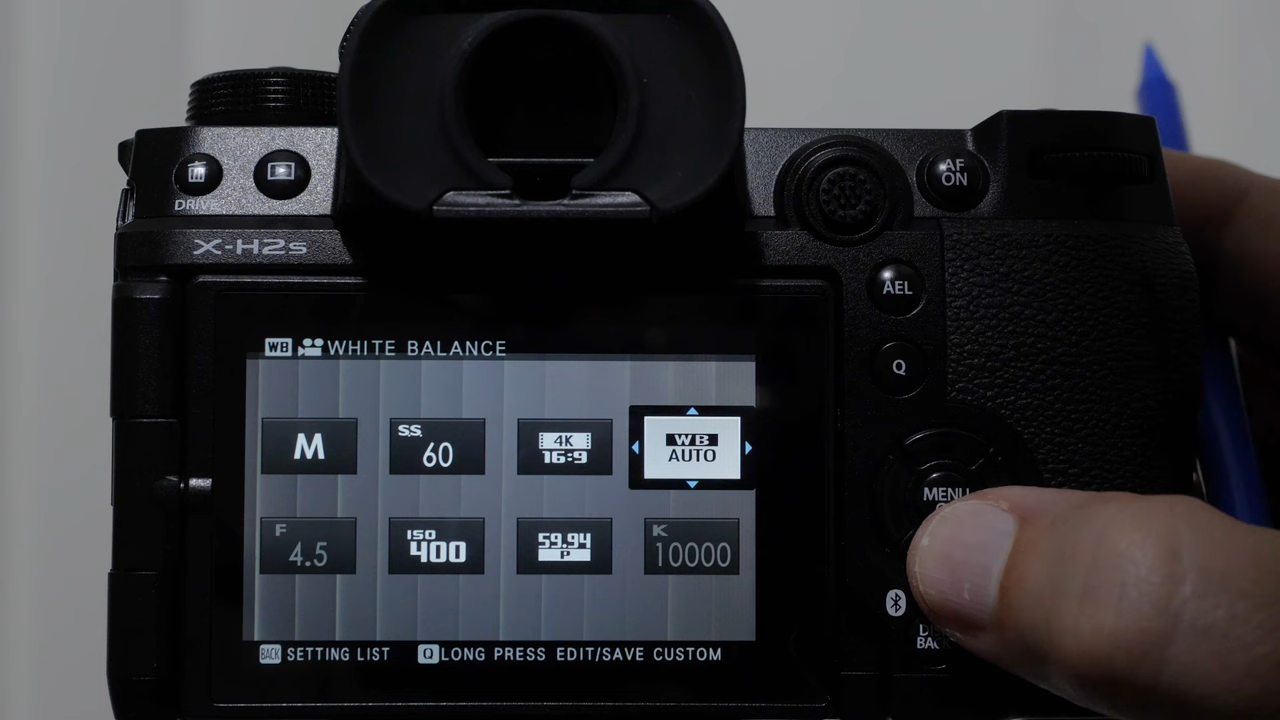 DRIVE
X-H2S
AF
ON
AEL
Q
WB WHITE BALANCE
M
S.S. 60
4K
16:9
WB
AUTO
F 4.5
ISO
400
59.94
P
K 10000
MENU
BACK SETTING LIST
Q LONG PRESS EDIT/SAVE CUSTOM
BACK